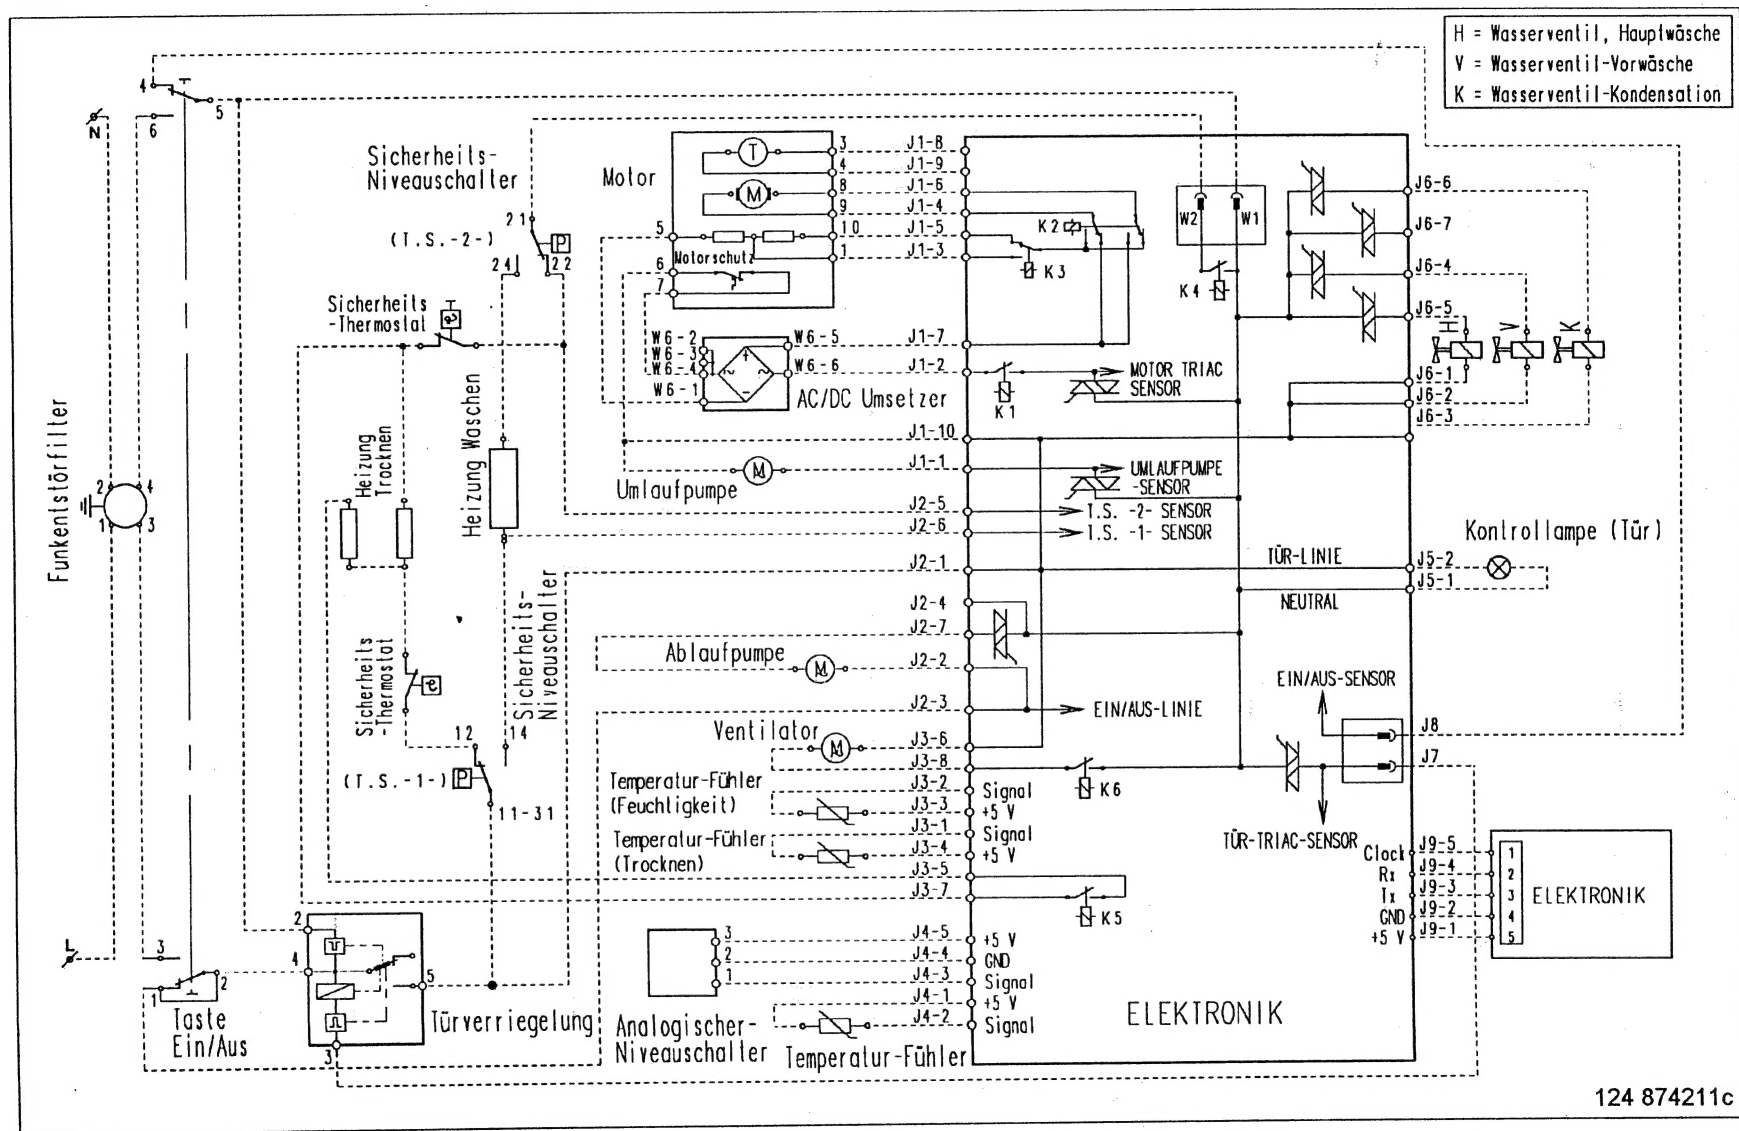 H = Wasserventil, Hauptwäsche
V = Wasserventil-Vorwäsche
K = Wasserventil-Kondensation
4
5
N
6
Sicherheits-
Niveauschalter
21
(T.S.-2-)
P
24
22
Motor
T
M
3
4
8
9
10
1
5
6
7
Motorschutz
J1-8
J1-9
J1-6
J1-4
J1-5
J1-3
K2
K3
W2
W1
K4
J6-6
J6-7
J6-4
J6-5
H
V
K
J6-1
J6-2
J6-3
Sicherheits
-Thermostat
W6-2
W6-3
W6-4
W6-1
W6-5
W6-6
J1-7
J1-2
AC/DC Umsetzer
K1
MOTOR TRIAC
SENSOR
J1-10
J1-1
Umlaufpumpe
M
UMLAUFPUMPE
-SENSOR
J2-5
T.S. -2- SENSOR
J2-6
T.S. -1- SENSOR
Funkentstörfilter
2
4
1
3
Heizung
Trocknen
Heizung Waschen
8
Kontrollampe (Tür)
J2-1
TÜR-LINIE
J5-2
J5-1
NEUTRAL
J2-4
J2-7
Ablaufpumpe
M
J2-2
J2-3
EIN/AUS-LINIE
Sicherheits
-Thermostat
Sicherheits-
Niveauschalter
12
14
(T.S.-1-)
P
11-31
EIN/AUS-SENSOR
J8
J7
TÜR-TRIAC-SENSOR
Ventilator
M
J3-6
J3-8
K6
Temperatur-Fühler
(Feuchtigkeit)
J3-2
Signal
J3-3
+5 V
Temperatur-Fühler
(Trocknen)
J3-1
Signal
J3-4
+5 V
J3-5
J3-7
K5
Clock
J9-5
1
Rx
J9-4
2
Tx
J9-3
3
GND
J9-2
4
+5 V
J9-1
5
ELEKTRONIK
L
3
1
2
Taste
Ein/Aus
2
4
5
3
Türverriegelung
3
2
1
J4-5
+5 V
J4-4
GND
J4-3
Signal
J4-1
+5 V
J4-2
Signal
Analogischer-
Niveauschalter
Temperatur-Fühler
ELEKTRONIK
124 874211c